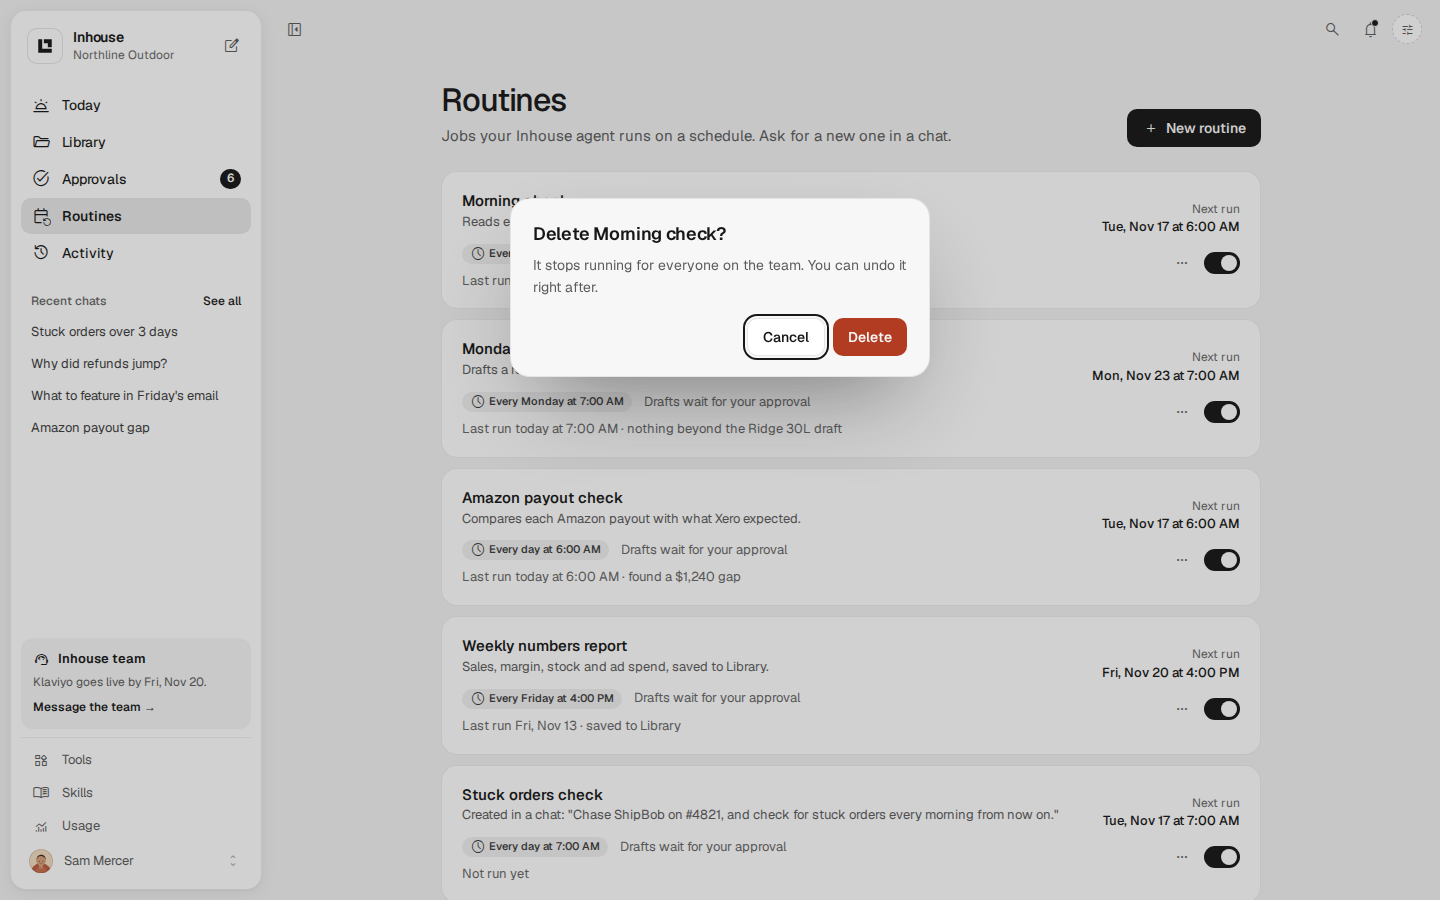 Inhouse
Northline Outdoor
Today
Library
Approvals 6
Routines
Activity
Recent chats See all
Stuck orders over 3 days
Why did refunds jump?
What to feature in Friday's email
Amazon payout gap
Inhouse team
Klaviyo goes live by Fri, Nov 20.
Message the team →
Tools
Skills
Usage
Sam Mercer
Routines
Jobs your Inhouse agent runs on a schedule. Ask for a new one in a chat.
+ New routine
Morning
Reads
Last run
Next run
Tue, Nov 17 at 6:00 AM
Delete Morning check?
It stops running for everyone on the team. You can undo it
right after.
Cancel Delete
Drafts a
Every Monday at 7:00 AM Drafts wait for your approval
Last run today at 7:00 AM · nothing beyond the Ridge 30L draft
Next run
Mon, Nov 23 at 7:00 AM
Amazon payout check
Compares each Amazon payout with what Xero expected.
Every day at 6:00 AM Drafts wait for your approval
Last run today at 6:00 AM · found a $1,240 gap
Next run
Tue, Nov 17 at 6:00 AM
Weekly numbers report
Sales, margin, stock and ad spend, saved to Library.
Every Friday at 4:00 PM Drafts wait for your approval
Last run Fri, Nov 13 · saved to Library
Next run
Fri, Nov 20 at 4:00 PM
Stuck orders check
Created in a chat: "Chase ShipBob on #4821, and check for stuck orders every morning from now on."
Every day at 7:00 AM Drafts wait for your approval
Not run yet
Next run
Tue, Nov 17 at 7:00 AM